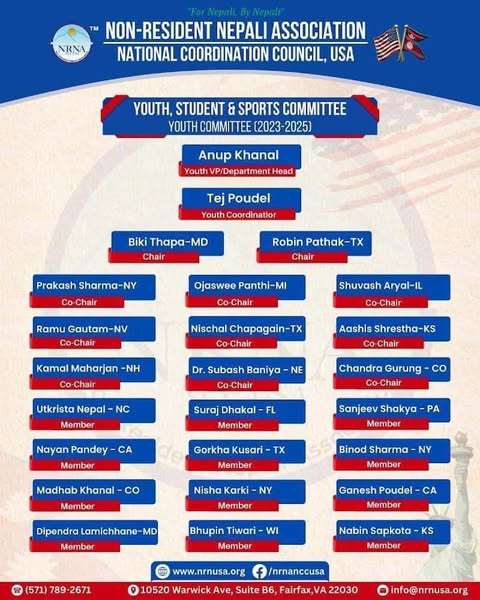 "For Nepali, By Nepali"
NRNA
TM
NON-RESIDENT NEPALI ASSOCIATION
NATIONAL COORDINATION COUNCIL, USA
YOUTH, STUDENT & SPORTS COMMITTEE
YOUTH COMMITTEE (2023-2025)
Anup Khanal
Youth VP/Department Head
Tej Poudel
Youth Coordinatior
Biki Thapa-MD
Chair
Robin Pathak-TX
Chair
Prakash Sharma-NY
Co-Chair
Ojaswee Panthi-MI
Co-Chair
Shuvash Aryal-IL
Co-Chair
Ramu Gautam-NV
Co-Chair
Nischal Chapagain-TX
Co-Chair
Aashis Shrestha-KS
Co-Chair
Kamal Maharjan -NH
Co-Chair
Dr. Subash Baniya - NE
Co-Chair
Chandra Gurung - CO
Co-Chair
Utkrista Nepal - NC
Member
Suraj Dhakal - FL
Member
Sanjeev Shakya - PA
Member
Nayan Pandey - CA
Member
Gorkha Kusari - TX
Member
Binod Sharma - NY
Member
Madhab Khanal - CO
Member
Nisha Karki - NY
Member
Ganesh Poudel - CA
Member
Dipendra Lamichhane-MD
Member
Bhupin Tiwari - WI
Member
Nabin Sapkota - KS
Member
www.nrnusa.org /nrnanccusa
(571) 789-2671 10520 Warwick Ave, Suite B6, Fairfax,VA 22030 info@nrnusa.org